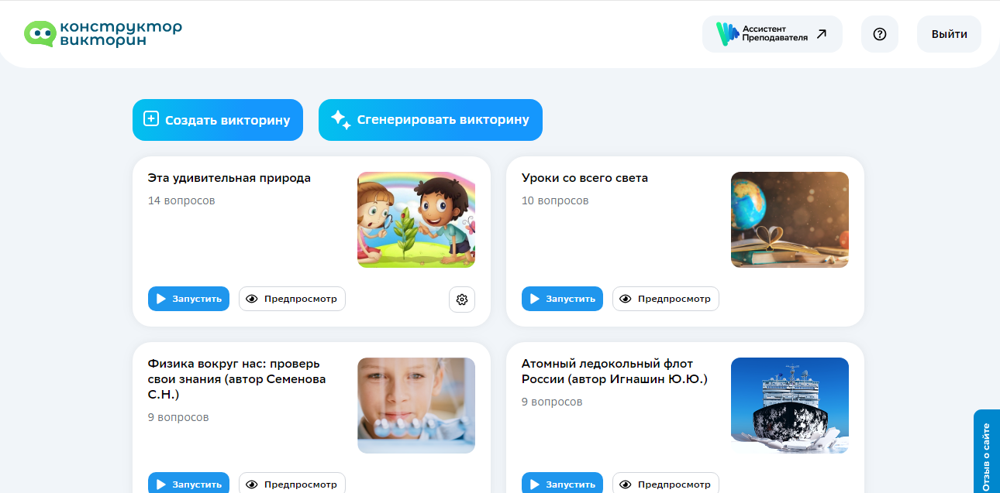 конструктор
викторин
Ассистент
Преподавателя
Выйти
Создать викторину
Сгенерировать викторину
Эта удивительная природа
14 вопросов
Запустить
Предпросмотр
Уроки со всего света
10 вопросов
Запустить
Предпросмотр
Физика вокруг нас: проверь
свои знания (автор Семенова
С.Н.)
9 вопросов
Запустить
Предпросмотр
Атомный ледокольный флот
России (автор Игнашин Ю.Ю.)
9 вопросов
Запустить
Предпросмотр
Отзыв о сайте